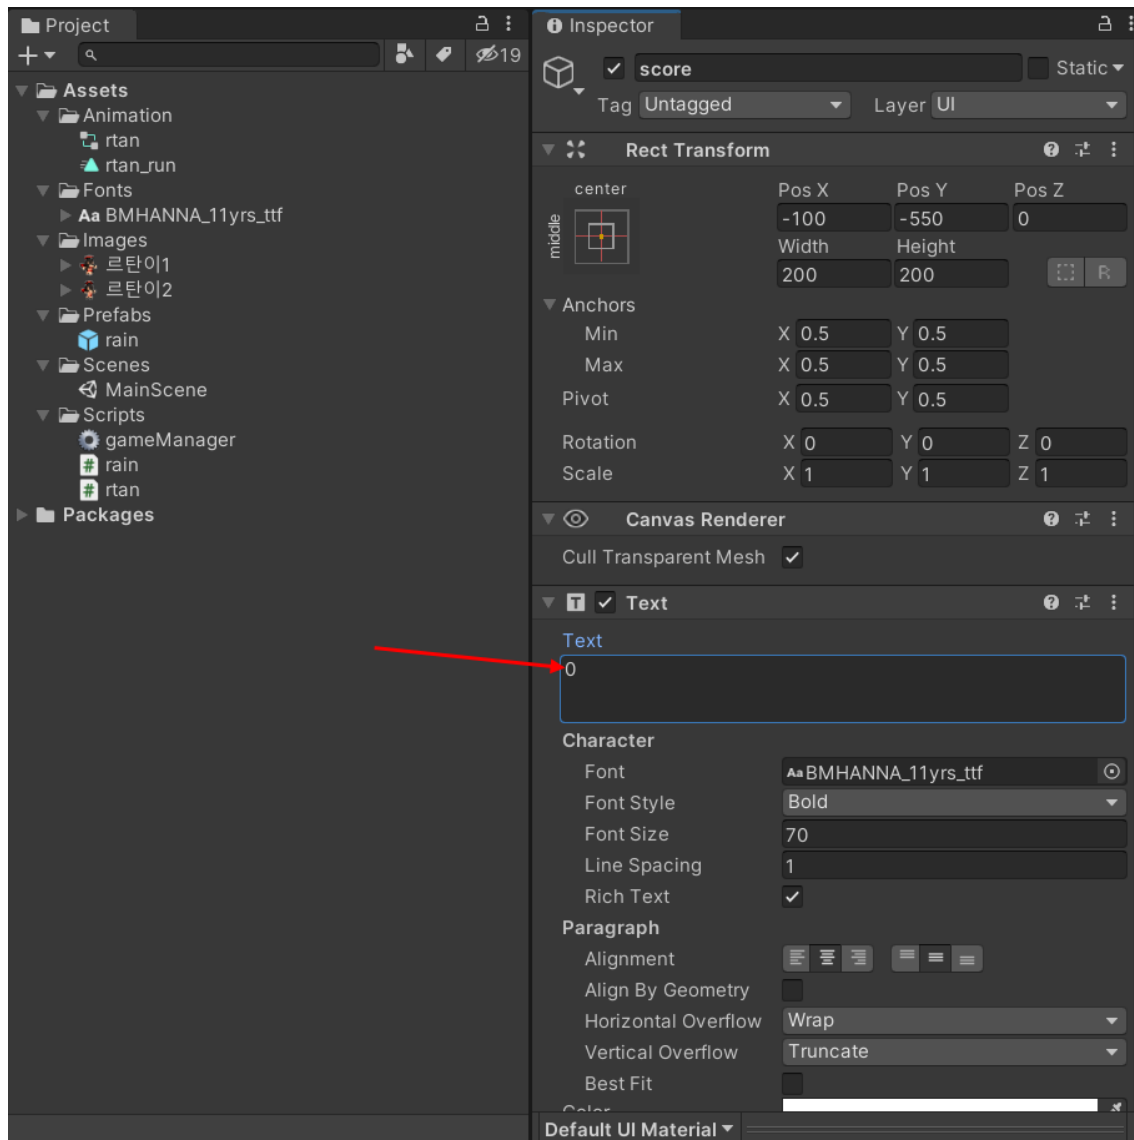 Project
19
Assets
Animation
rtan
rtan_run
Fonts
Aa BMHANNA_11yrs_ttf
Images
르탄이1
르탄이2
Prefabs
rain
Scenes
MainScene
Scripts
gameManager
# rain
# rtan
Packages
Inspector
score
Static
Tag Untagged Layer UI
Rect Transform
center
middle
Pos X Pos Y Pos Z
-100 -550 0
Width Height
200 200 R
Anchors
Min X 0.5 Y 0.5
Max X 0.5 Y 0.5
Pivot X 0.5 Y 0.5
Rotation X 0 Y 0 Z 0
Scale X 1 Y 1 Z 1
Canvas Renderer
Cull Transparent Mesh
T Text
Text
0
Character
Font Aa BMHANNA_11yrs_ttf
Font Style Bold
Font Size 70
Line Spacing 1
Rich Text
Paragraph
Alignment
Align By Geometry
Horizontal Overflow Wrap
Vertical Overflow Truncate
Best Fit
Color
Default UI Material